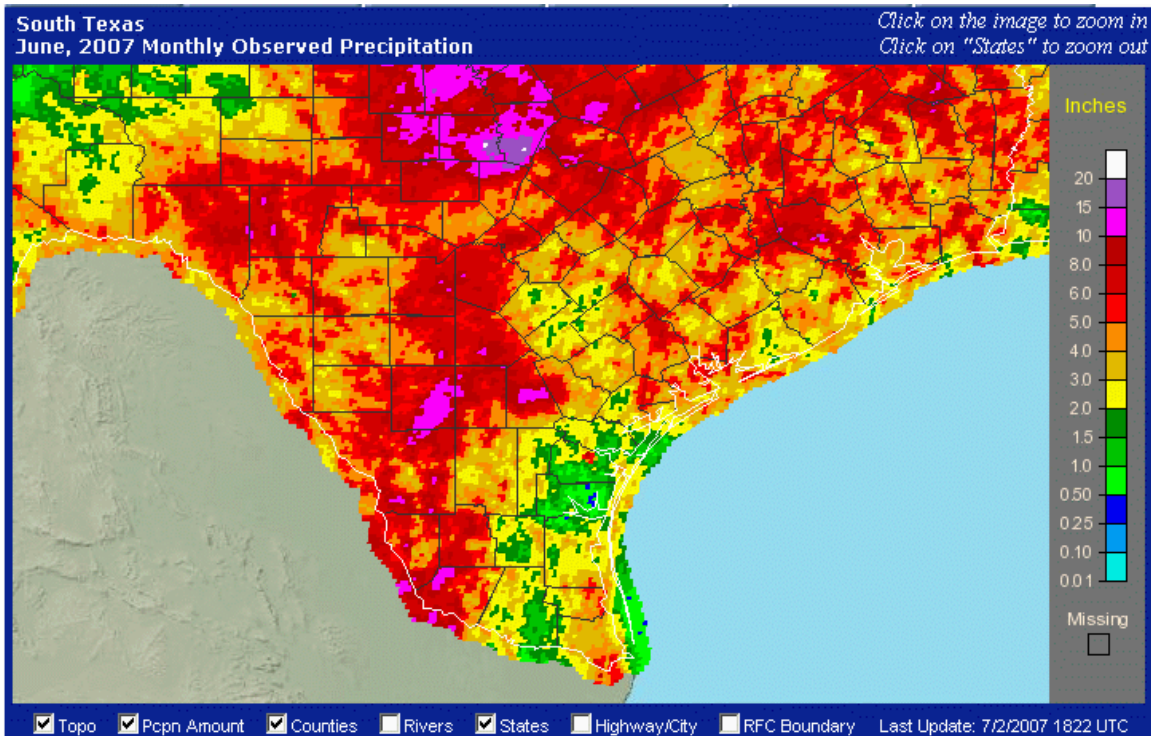 South Texas
June, 2007 Monthly Observed Precipitation
Click on the image to zoom in
Click on "States" to zoom out
Inches
20
15
10
8.0
6.0
5.0
4.0
3.0
2.0
1.5
1.0
0.50
0.25
0.10
0.01
Missing
Topo Pcpn Amount Counties Rivers States Highway/City RFC Boundary Last Update: 7/2/2007 1822 UTC